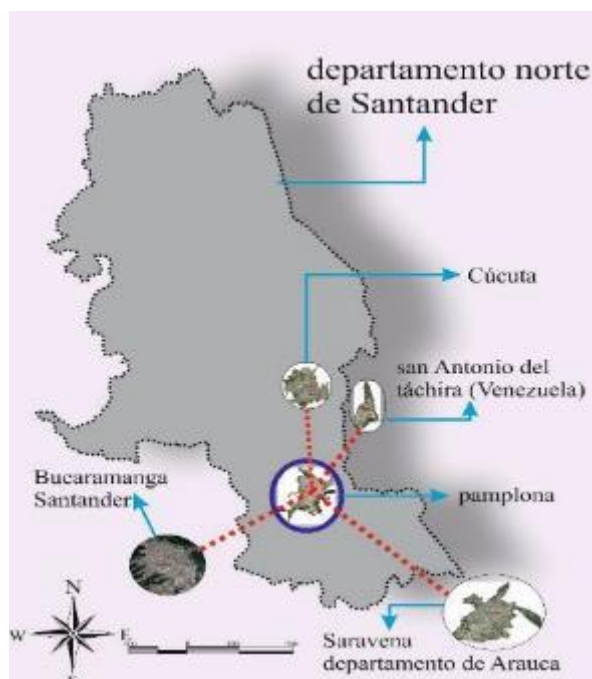 departamento norte
de Santander
Cúcuta
san Antonio del
táchira (Venezuela)
Bucaramanga
Santander
pamplona
N
W
E
S
Saravena
departamento de Arauca